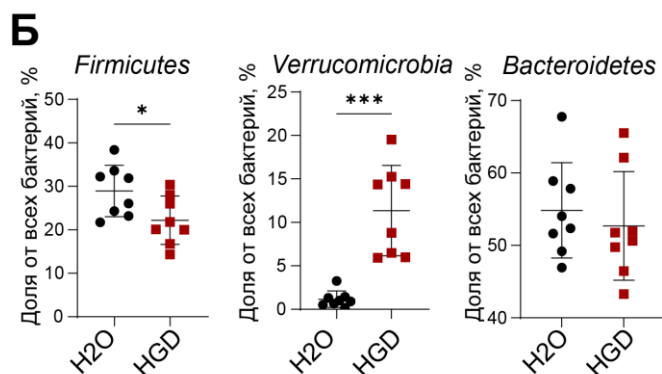 Б
Firmicutes
Доля от всех бактерий, %
50
40
30
20
10
0
*
H2O
HGD
Verrucomicrobia
Доля от всех бактерий, %
25
20
15
10
5
0
***
H2O
HGD
Bacteroidetes
Доля от всех бактерий, %
70
60
50
40
H2O
HGD